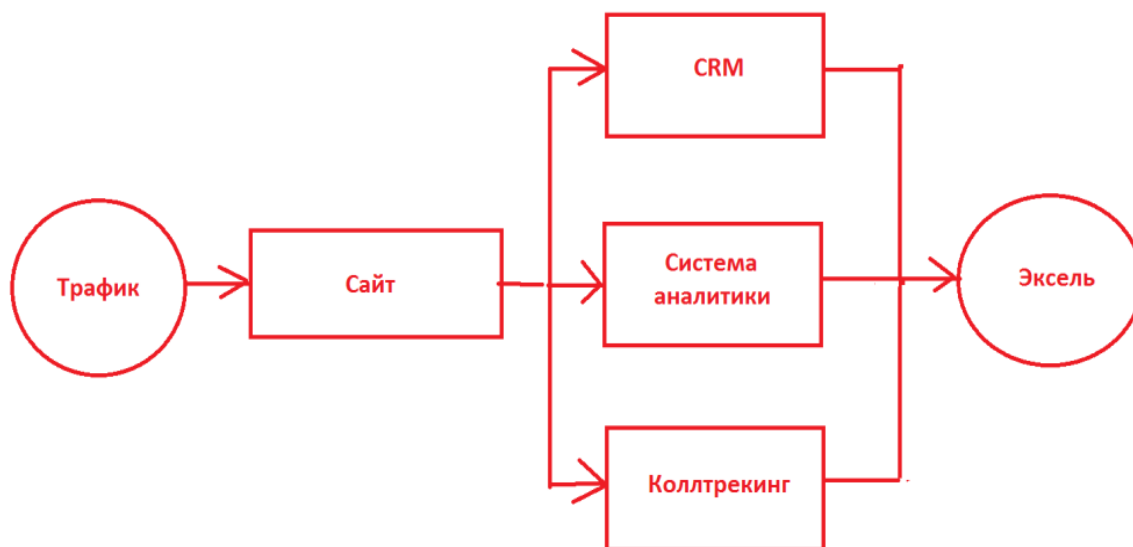 Трафик
Сайт
CRM
Система
аналитики
Коллтрекинг
Эксель